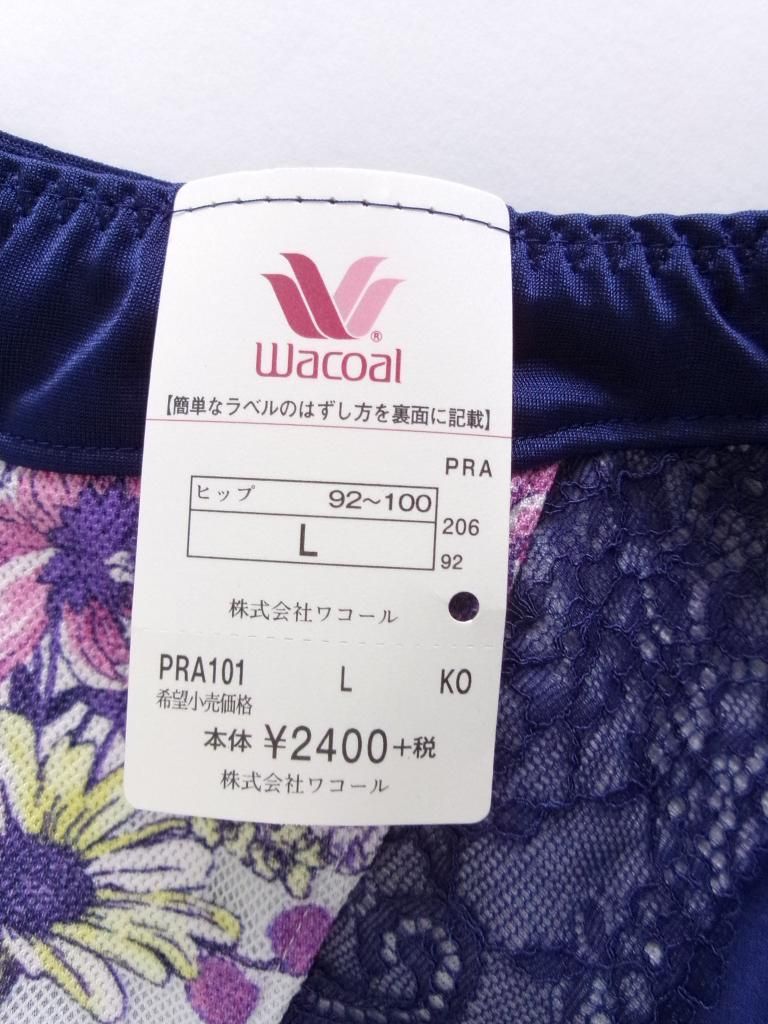 Wacoal®
【簡単なラベルのはずし方を裏面に記載】
PRA
ヒップ 92〜100
L
206
92
株式会社ワコール
PRA101 L KO
希望小売価格
本体 ¥2400+税
株式会社ワコール